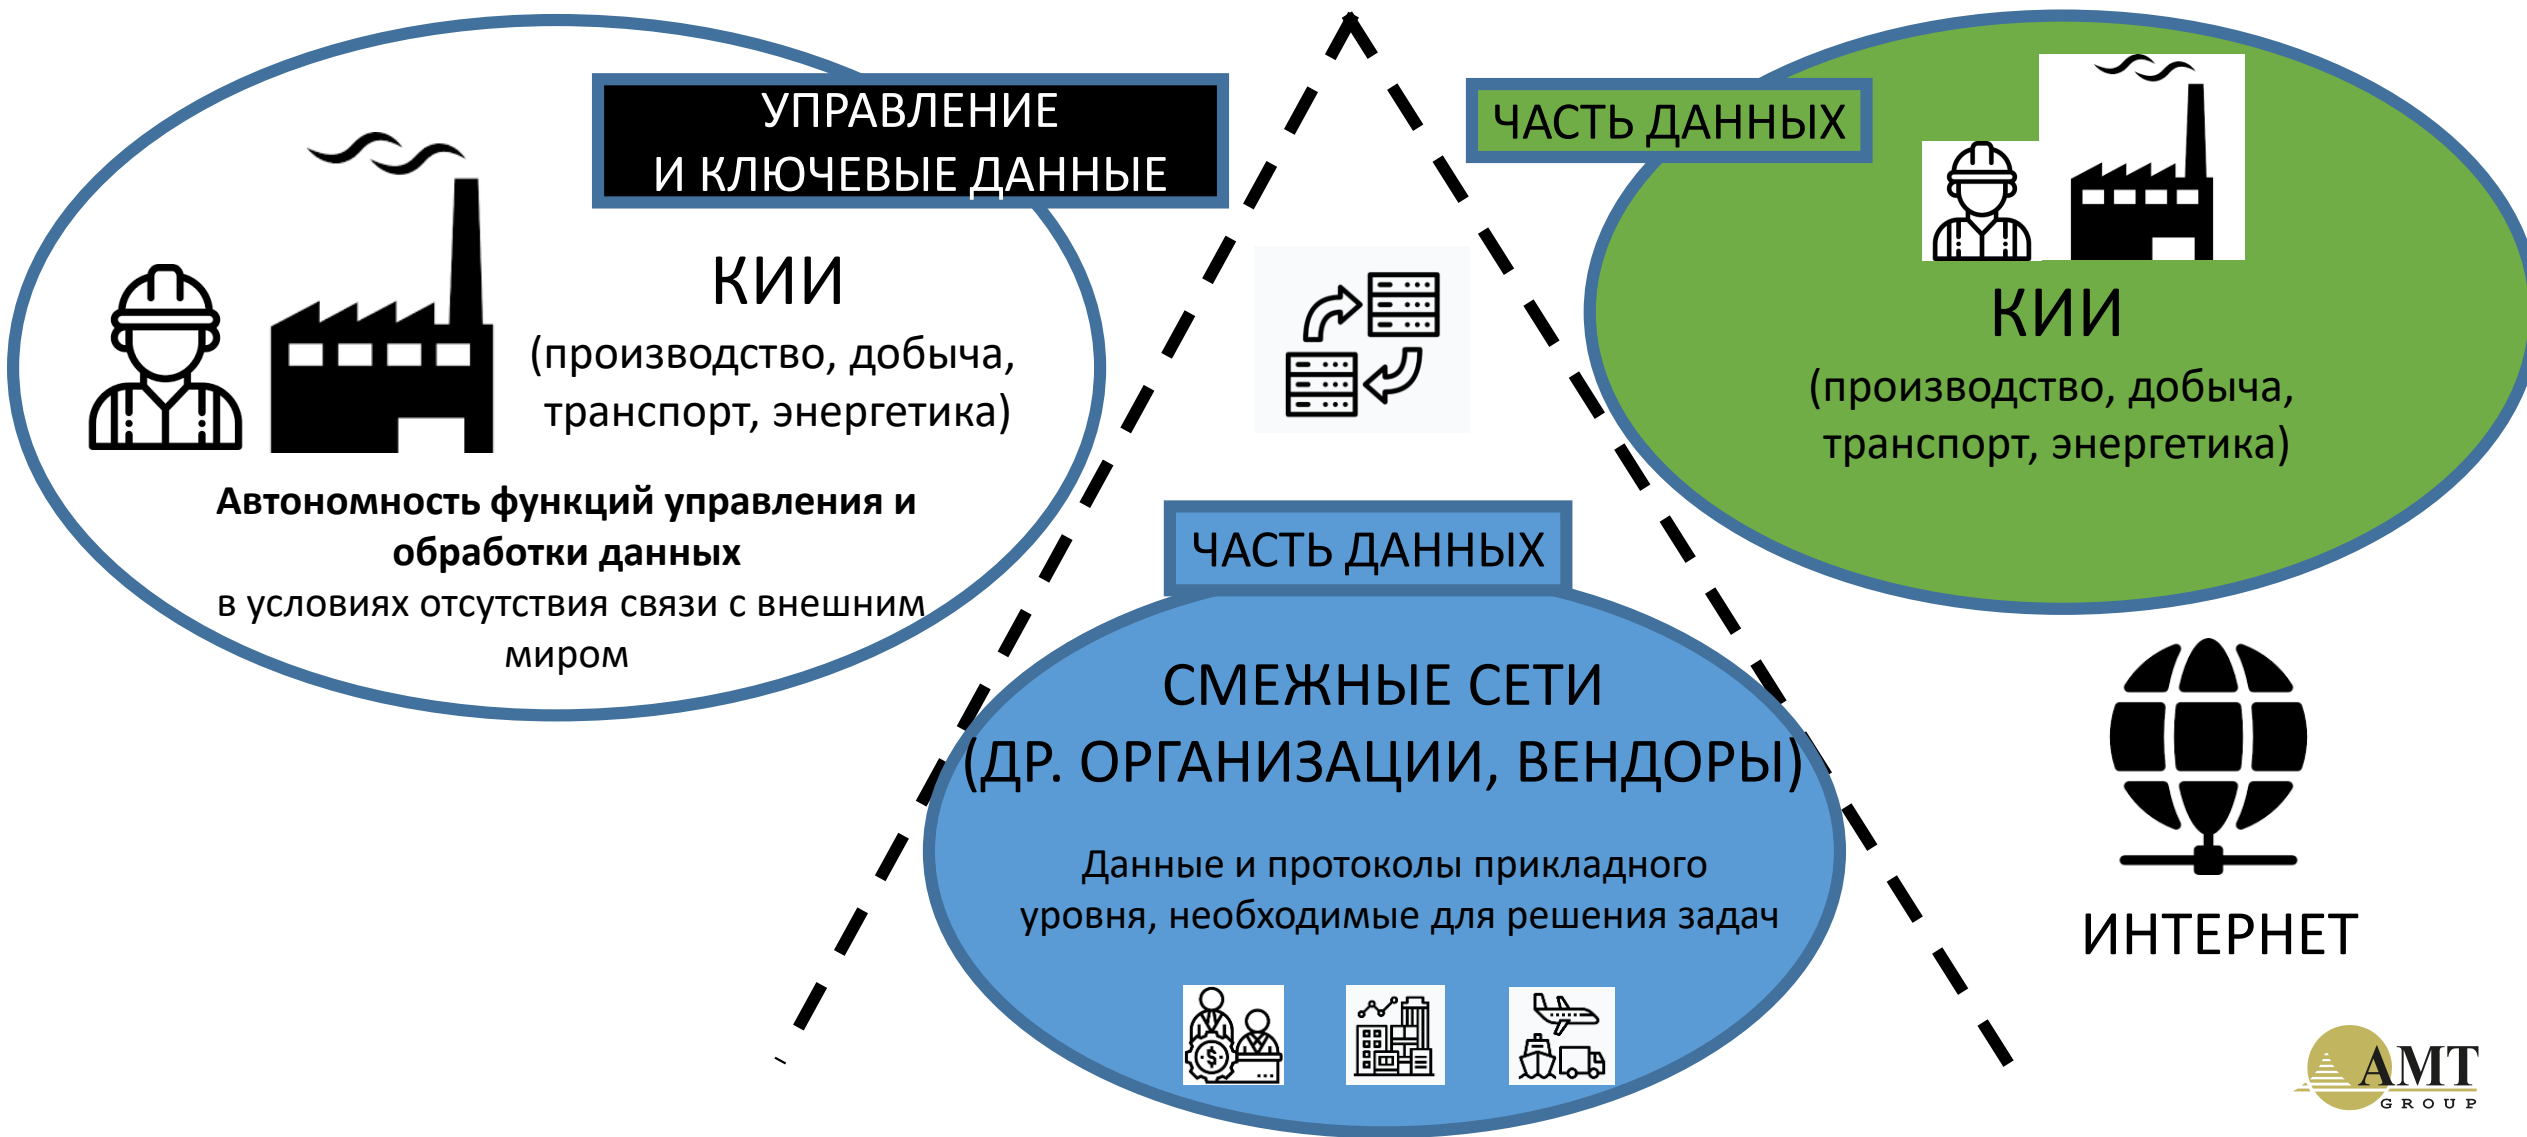 УПРАВЛЕНИЕ
И КЛЮЧЕВЫЕ ДАННЫЕ
КИИ
(производство, добыча,
транспорт, энергетика)
Автономность функций управления и
обработки данных
в условиях отсутствия связи с внешним
миром
ЧАСТЬ ДАННЫХ
КИИ
(производство, добыча,
транспорт, энергетика)
ЧАСТЬ ДАННЫХ
СМЕЖНЫЕ СЕТИ
(ДР. ОРГАНИЗАЦИИ, ВЕНДОРЫ)
Данные и протоколы прикладного
уровня, необходимые для решения задач
$
ИНТЕРНЕТ
AMT
GROUP